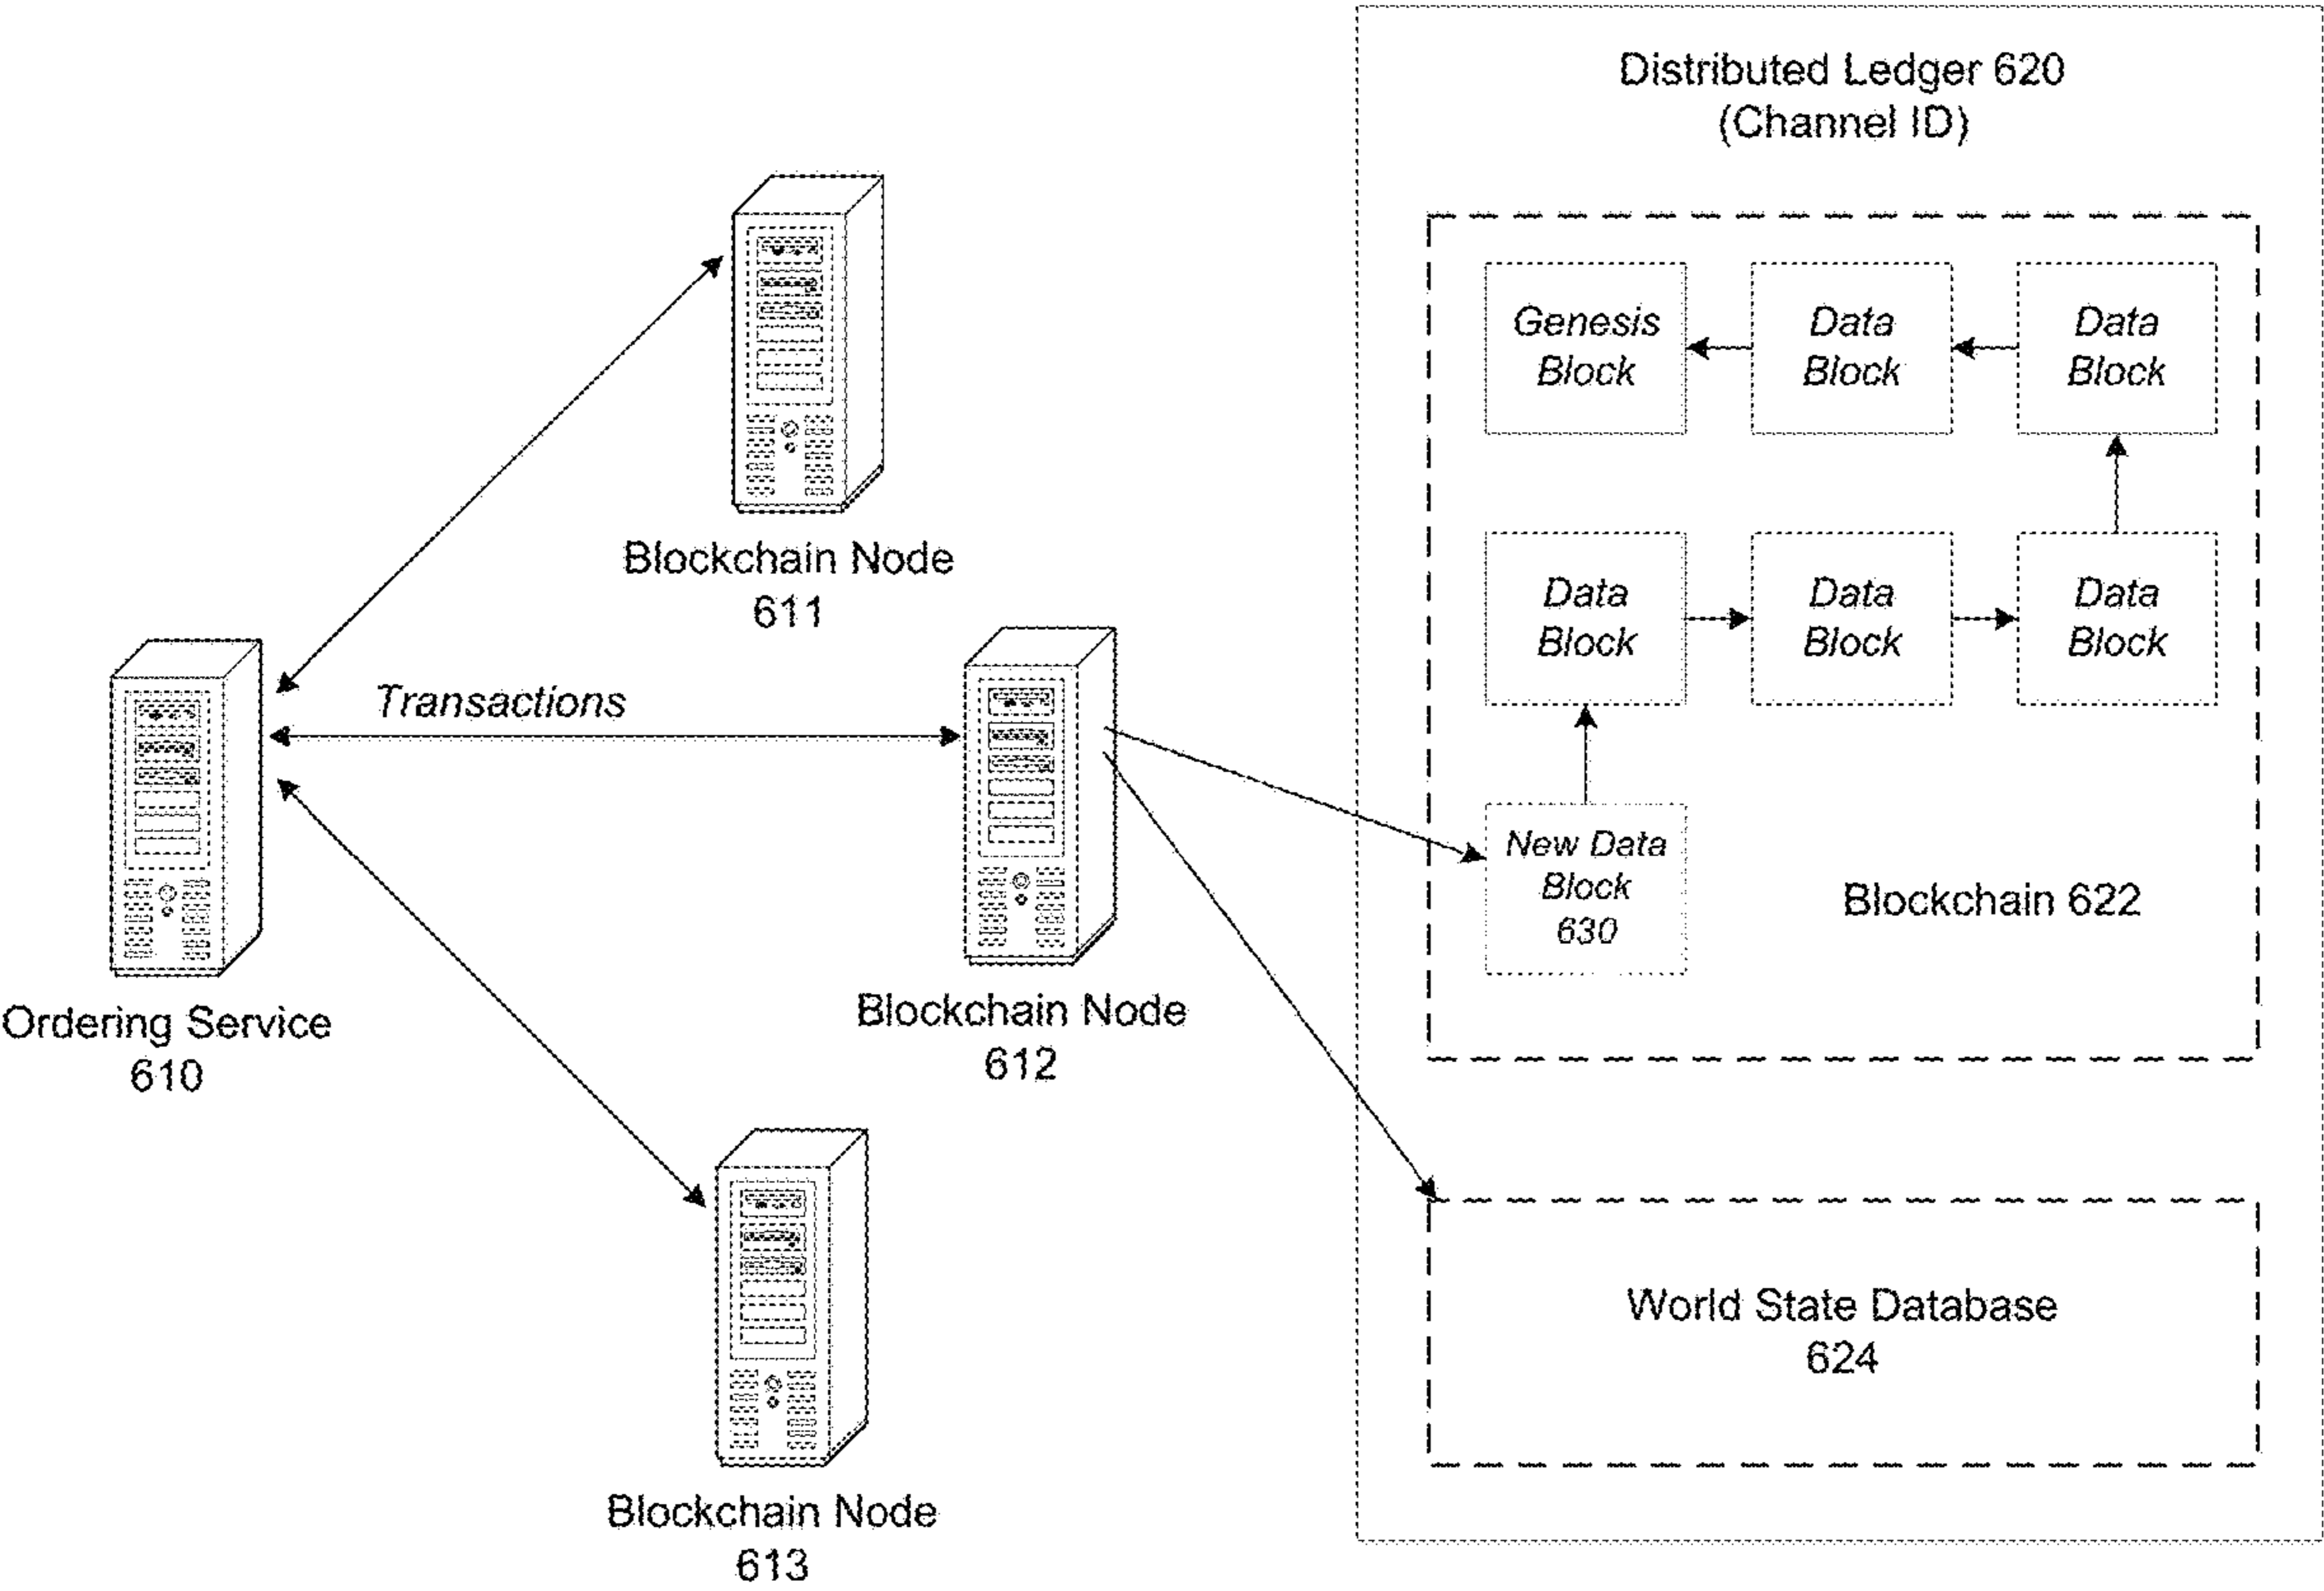 Distributed Ledger 620
(Channel ID)
Genesis
Block
Data
Block
Data
Block
Blockchain Node
611
Data
Block
Data
Block
Data
Block
Transactions
New Data
Block
630
Blockchain 622
Ordering Service
610
Blockchain Node
612
World State Database
624
Blockchain Node
613